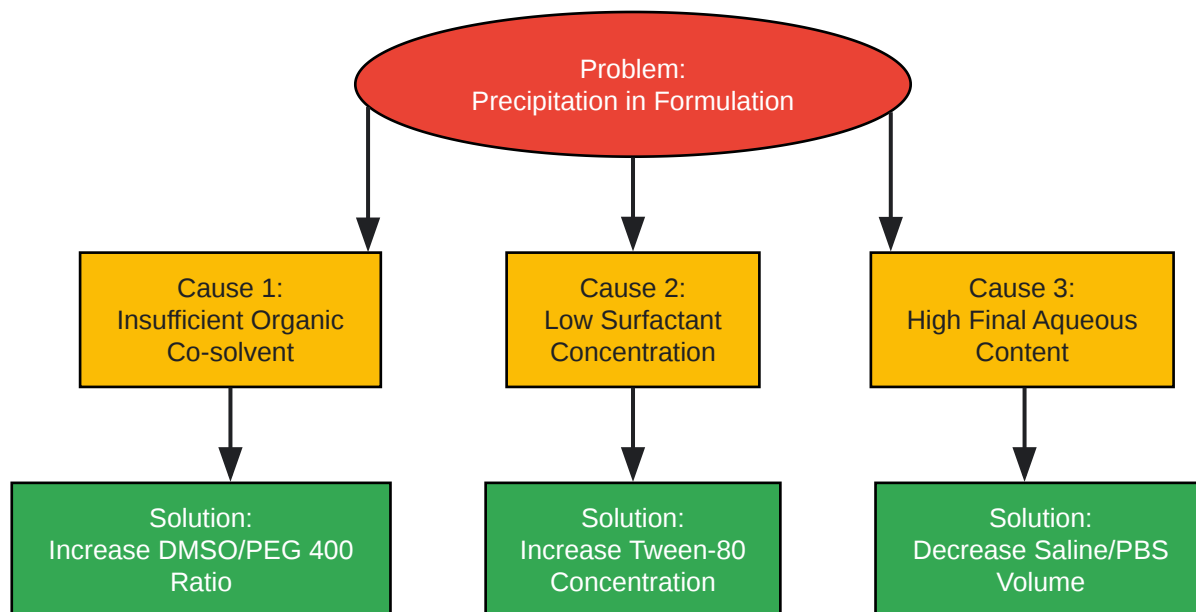 Problem:
Precipitation in Formulation
Cause 1:
Insufficient Organic
Co-solvent
Cause 2:
Low Surfactant
Concentration
Cause 3:
High Final Aqueous
Content
Solution:
Increase DMSO/PEG 400
Ratio
Solution:
Increase Tween-80
Concentration
Solution:
Decrease Saline/PBS
Volume